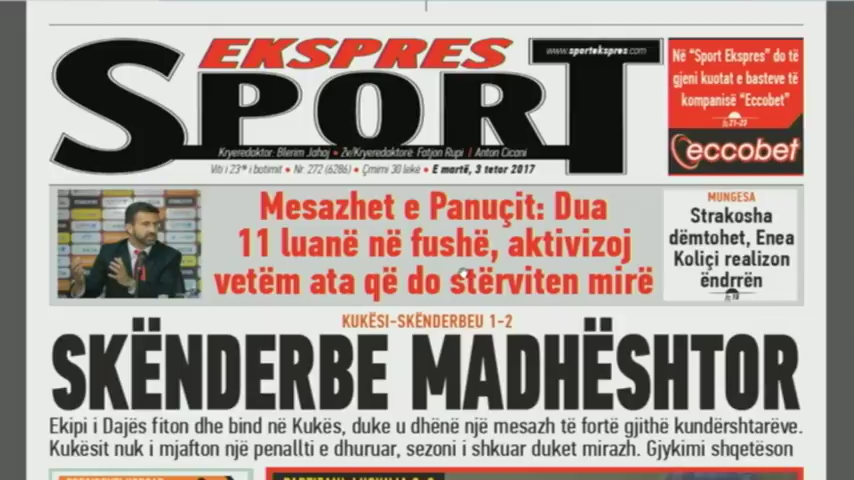 EKSPRES
SPORT
www.sportekspres.com
Kryeredaktor: Blerim Jahaj • Zv/Kryeredaktorë: Fatjon Rupi | Anton Cicani
Viti i 23të i botimit • Nr. 272 (6286) • Çmimi 30 lekë • E martë, 3 tetor 2017
Në "Sport Ekspres" do të
gjeni kuotat e basteve të
kompanisë "Eccobet"
21-23
eccobet
Mesazhet e Panuçit: Dua
11 luanë në fushë, aktivizoj
vetëm ata që do stërviten mirë
MUNGESA
Strakosha
dëmtohet, Enea
Koliçi realizon
ëndrrën
KUKËSI-SKËNDERBEU 1-2
SKËNDERBE MADHËSHTOR
Ekipi i Dajës fiton dhe bind në Kukës, duke u dhënë një mesazh të fortë gjithë kundërshtarëve.
Kukësit nuk i mjafton një penallti e dhuruar, sezoni i shkuar duket mirazh. Gjykimi shqetëson